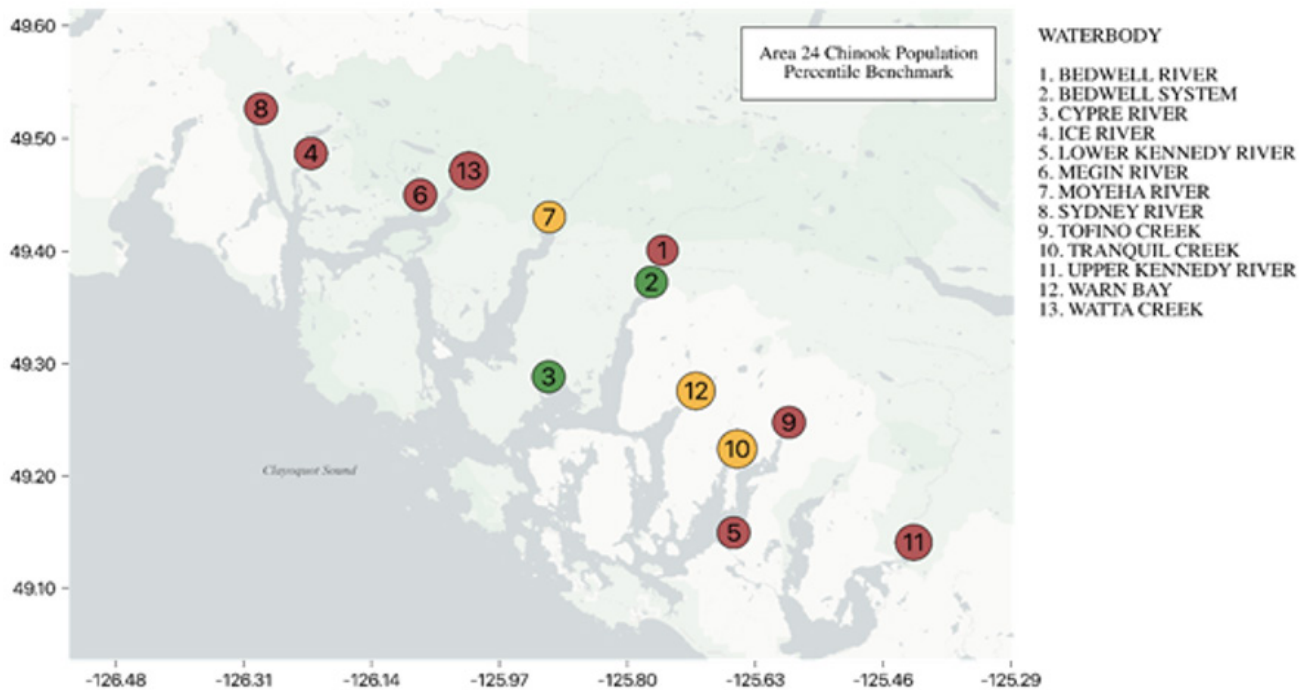 Area 24 Chinook Population
Percentile Benchmark
WATERBODY
1. BEDWELL RIVER
2. BEDWELL SYSTEM
3. CYPRE RIVER
4. ICE RIVER
5. LOWER KENNEDY RIVER
6. MEGIN RIVER
7. MOYEHA RIVER
8. SYDNEY RIVER
9. TOFINO CREEK
10. TRANQUIL CREEK
11. UPPER KENNEDY RIVER
12. WARN BAY
13. WATTA CREEK
49.60
49.50
49.40
49.30
49.20
49.10
8
4
13
6
7
1
2
3
12
9
10
5
11
Clayoquot Sound
-126.48 -126.31 -126.14 -125.97 -125.80 -125.63 -125.46 -125.29